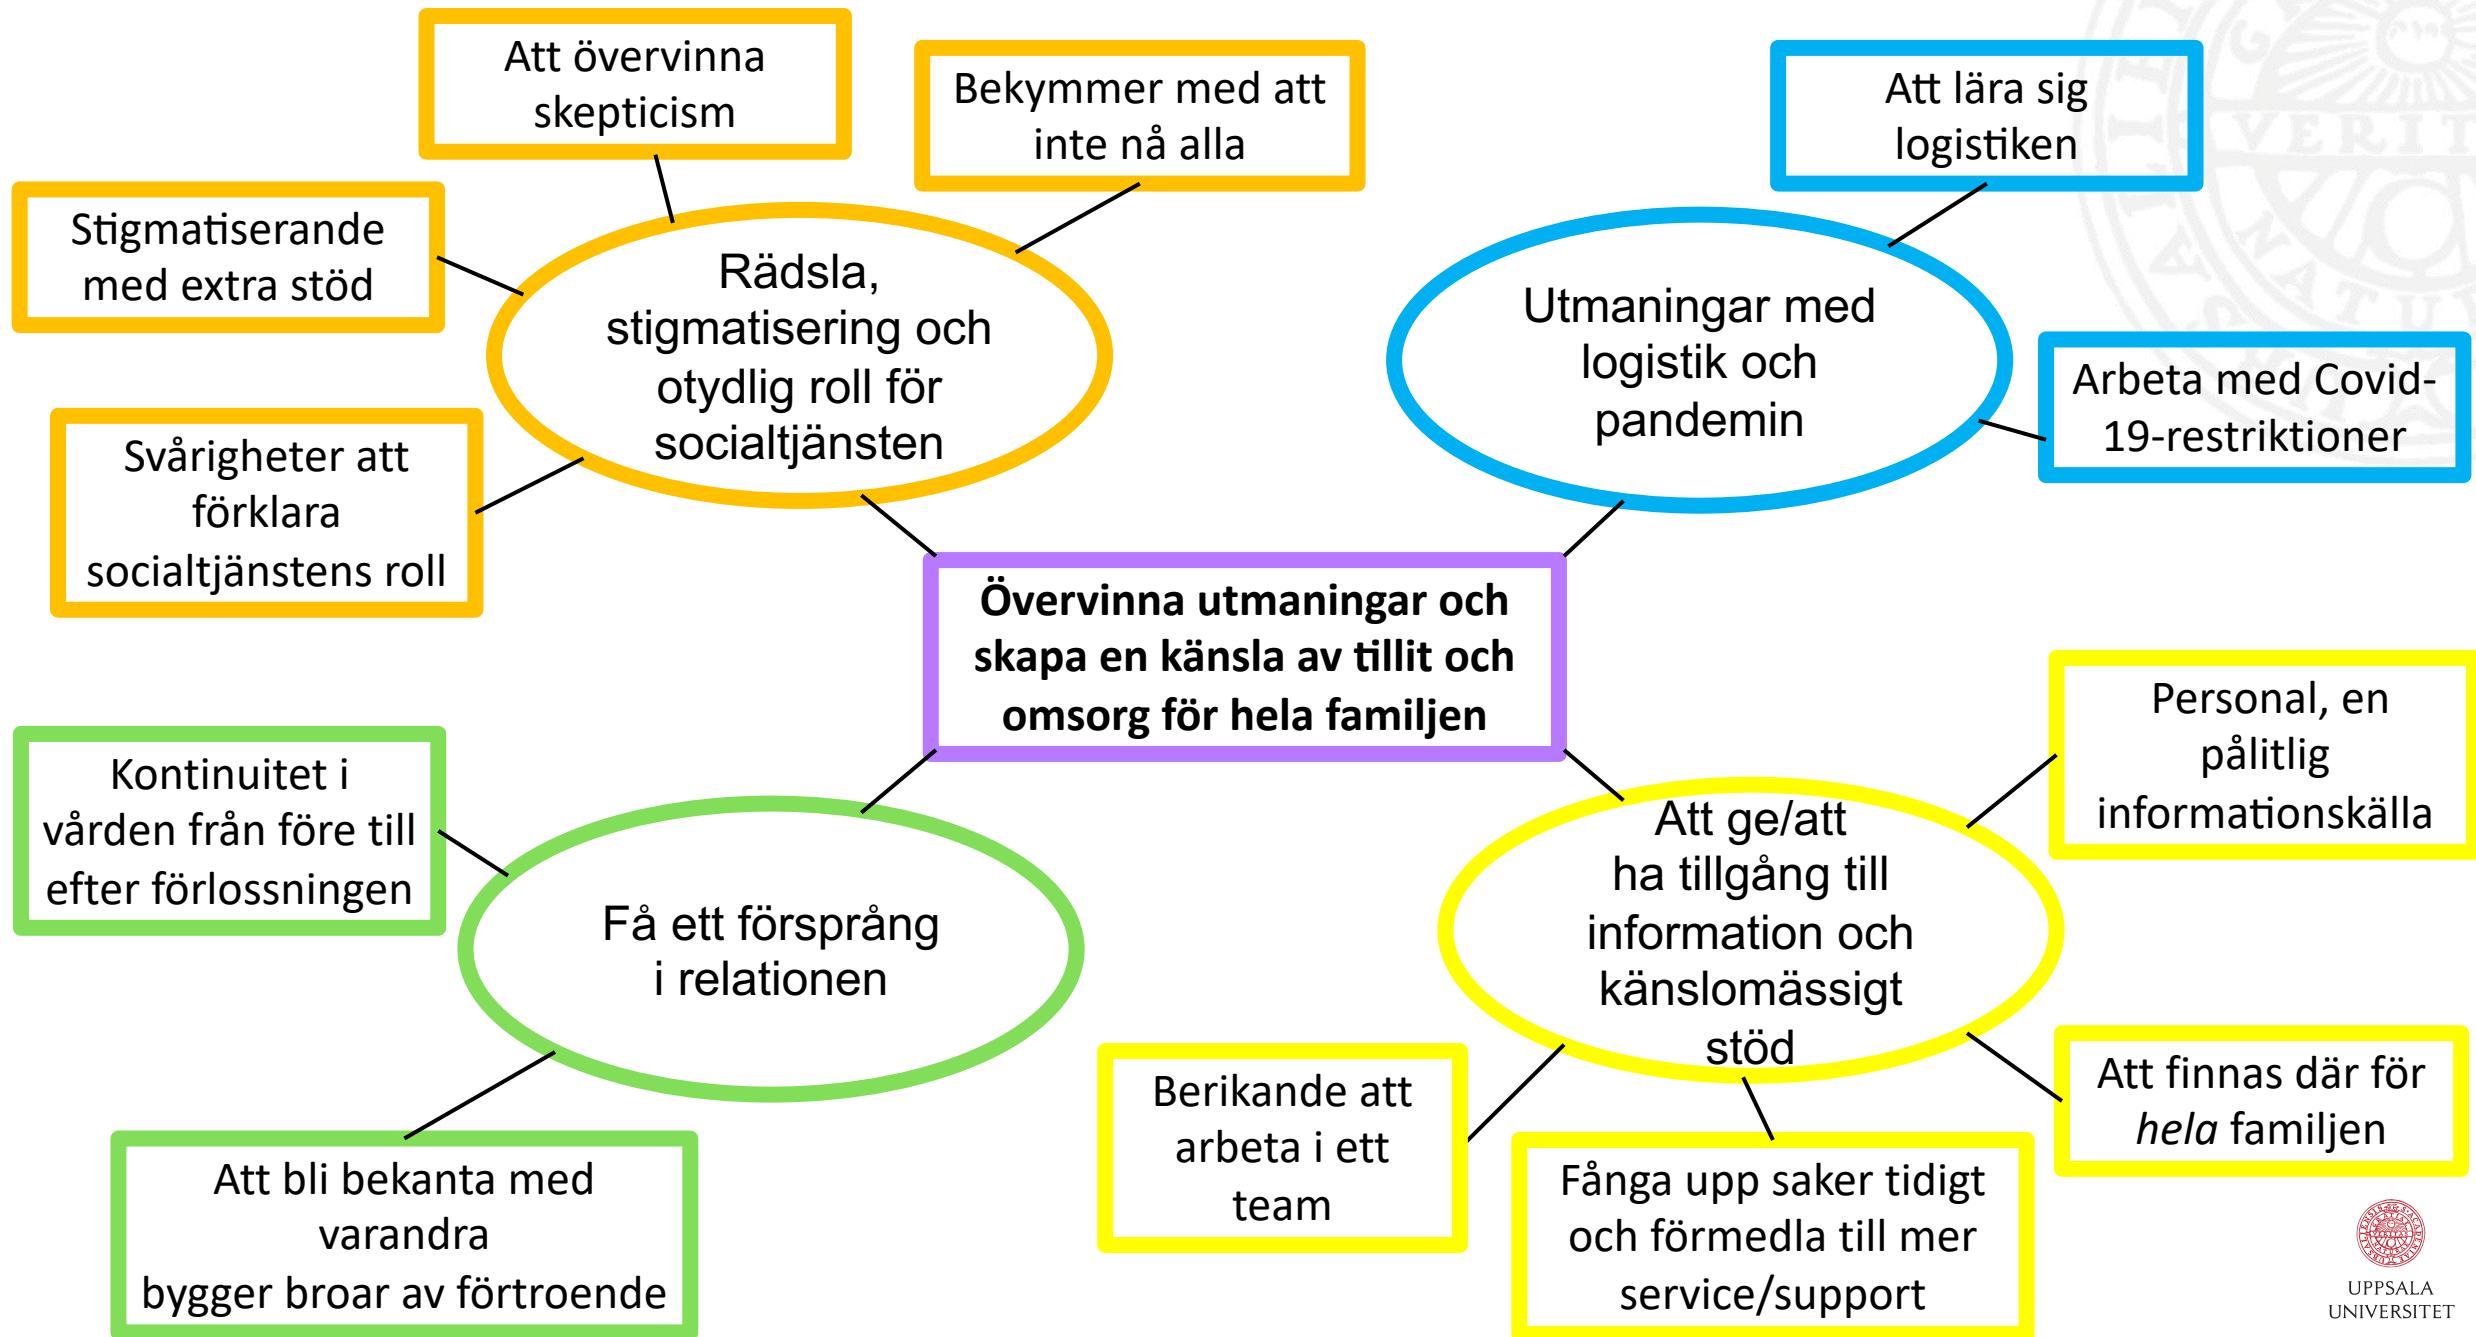 Att övervinna
skepticism
Bekymmer med att
inte nå alla
Att lära sig
logistiken
Stigmatiserande
med extra stöd
Rädsla,
stigmatisering och
otydlig roll för
socialtjänsten
Utmaningar med
logistik och
pandemin
Arbeta med Covid-
19-restriktioner
Svårigheter att
förklara
socialtjänstens roll
Övervinna utmaningar och
skapa en känsla av tillit och
omsorg för hela familjen
Kontinuitet i
vården från före till
efter förlossningen
Få ett försprång
i relationen
Att ge/att
ha tillgång till
information och
känslomässigt
stöd
Personal, en
pålitlig
informationskälla
Att bli bekanta med
varandra
bygger broar av förtroende
Berikande att
arbeta i ett
team
Fånga upp saker tidigt
och förmedla till mer
service/support
Att finnas där för
hela familjen
UPPSALA
UNIVERSITET